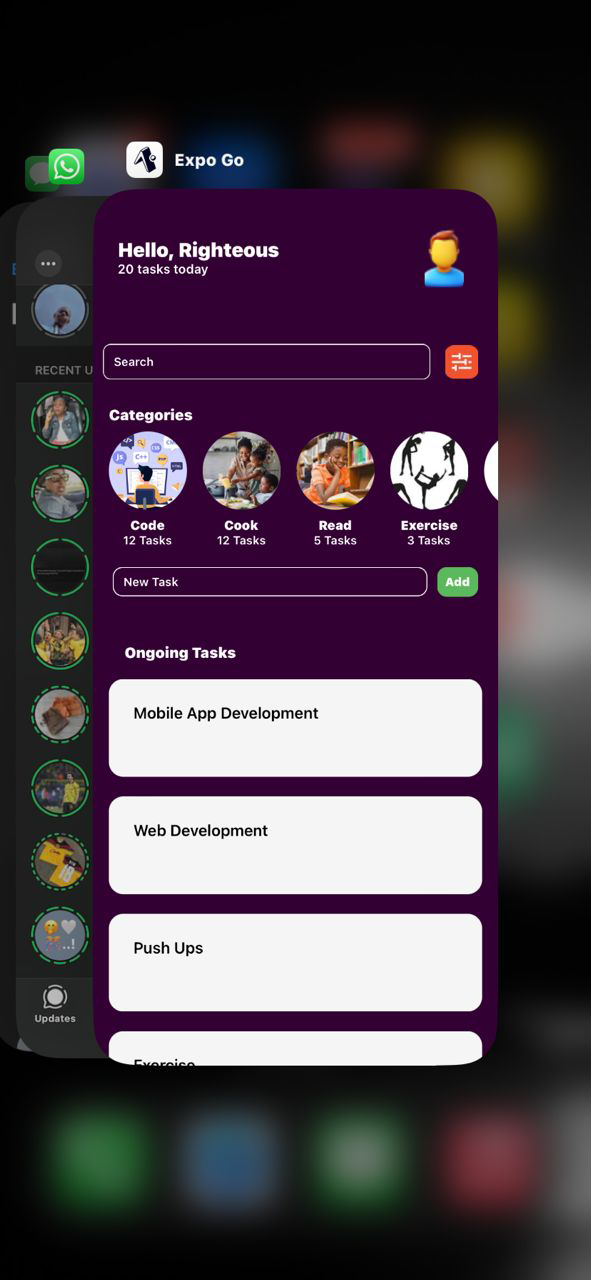 Expo Go
Hello, Righteous
20 tasks today
Search
RECENT U
Categories
Code
12 Tasks
Cook
12 Tasks
Read
5 Tasks
Exercise
3 Tasks
New Task
Add
Ongoing Tasks
Mobile App Development
Web Development
Push Ups
Exercise
Updates